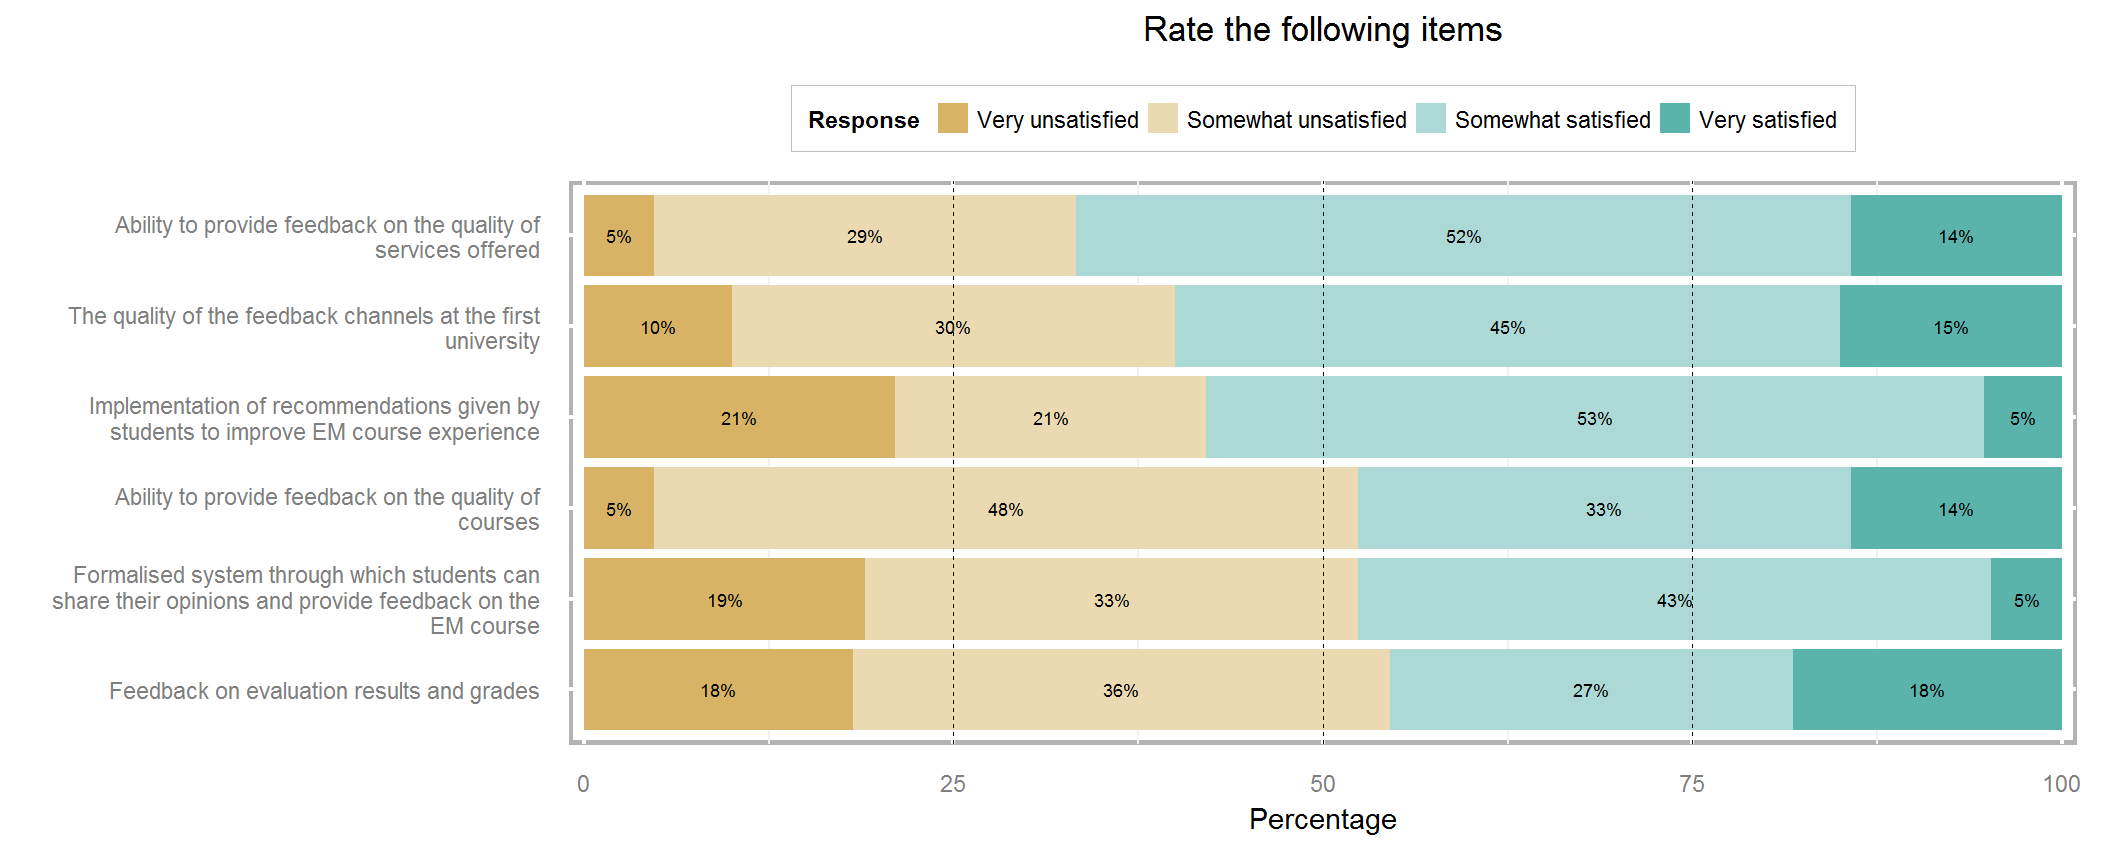 Rate the following items
Response Very unsatisfied Somewhat unsatisfied Somewhat satisfied Very satisfied
Ability to provide feedback on the quality of
services offered
5% 29% 52% 14%
The quality of the feedback channels at the first
university
10% 30% 45% 15%
Implementation of recommendations given by
students to improve EM course experience
21% 21% 53% 5%
Ability to provide feedback on the quality of
courses
5% 48% 33% 14%
Formalised system through which students can
share their opinions and provide feedback on the
EM course
19% 33% 43% 5%
Feedback on evaluation results and grades
18% 36% 27% 18%
0 25 50 75 100
Percentage